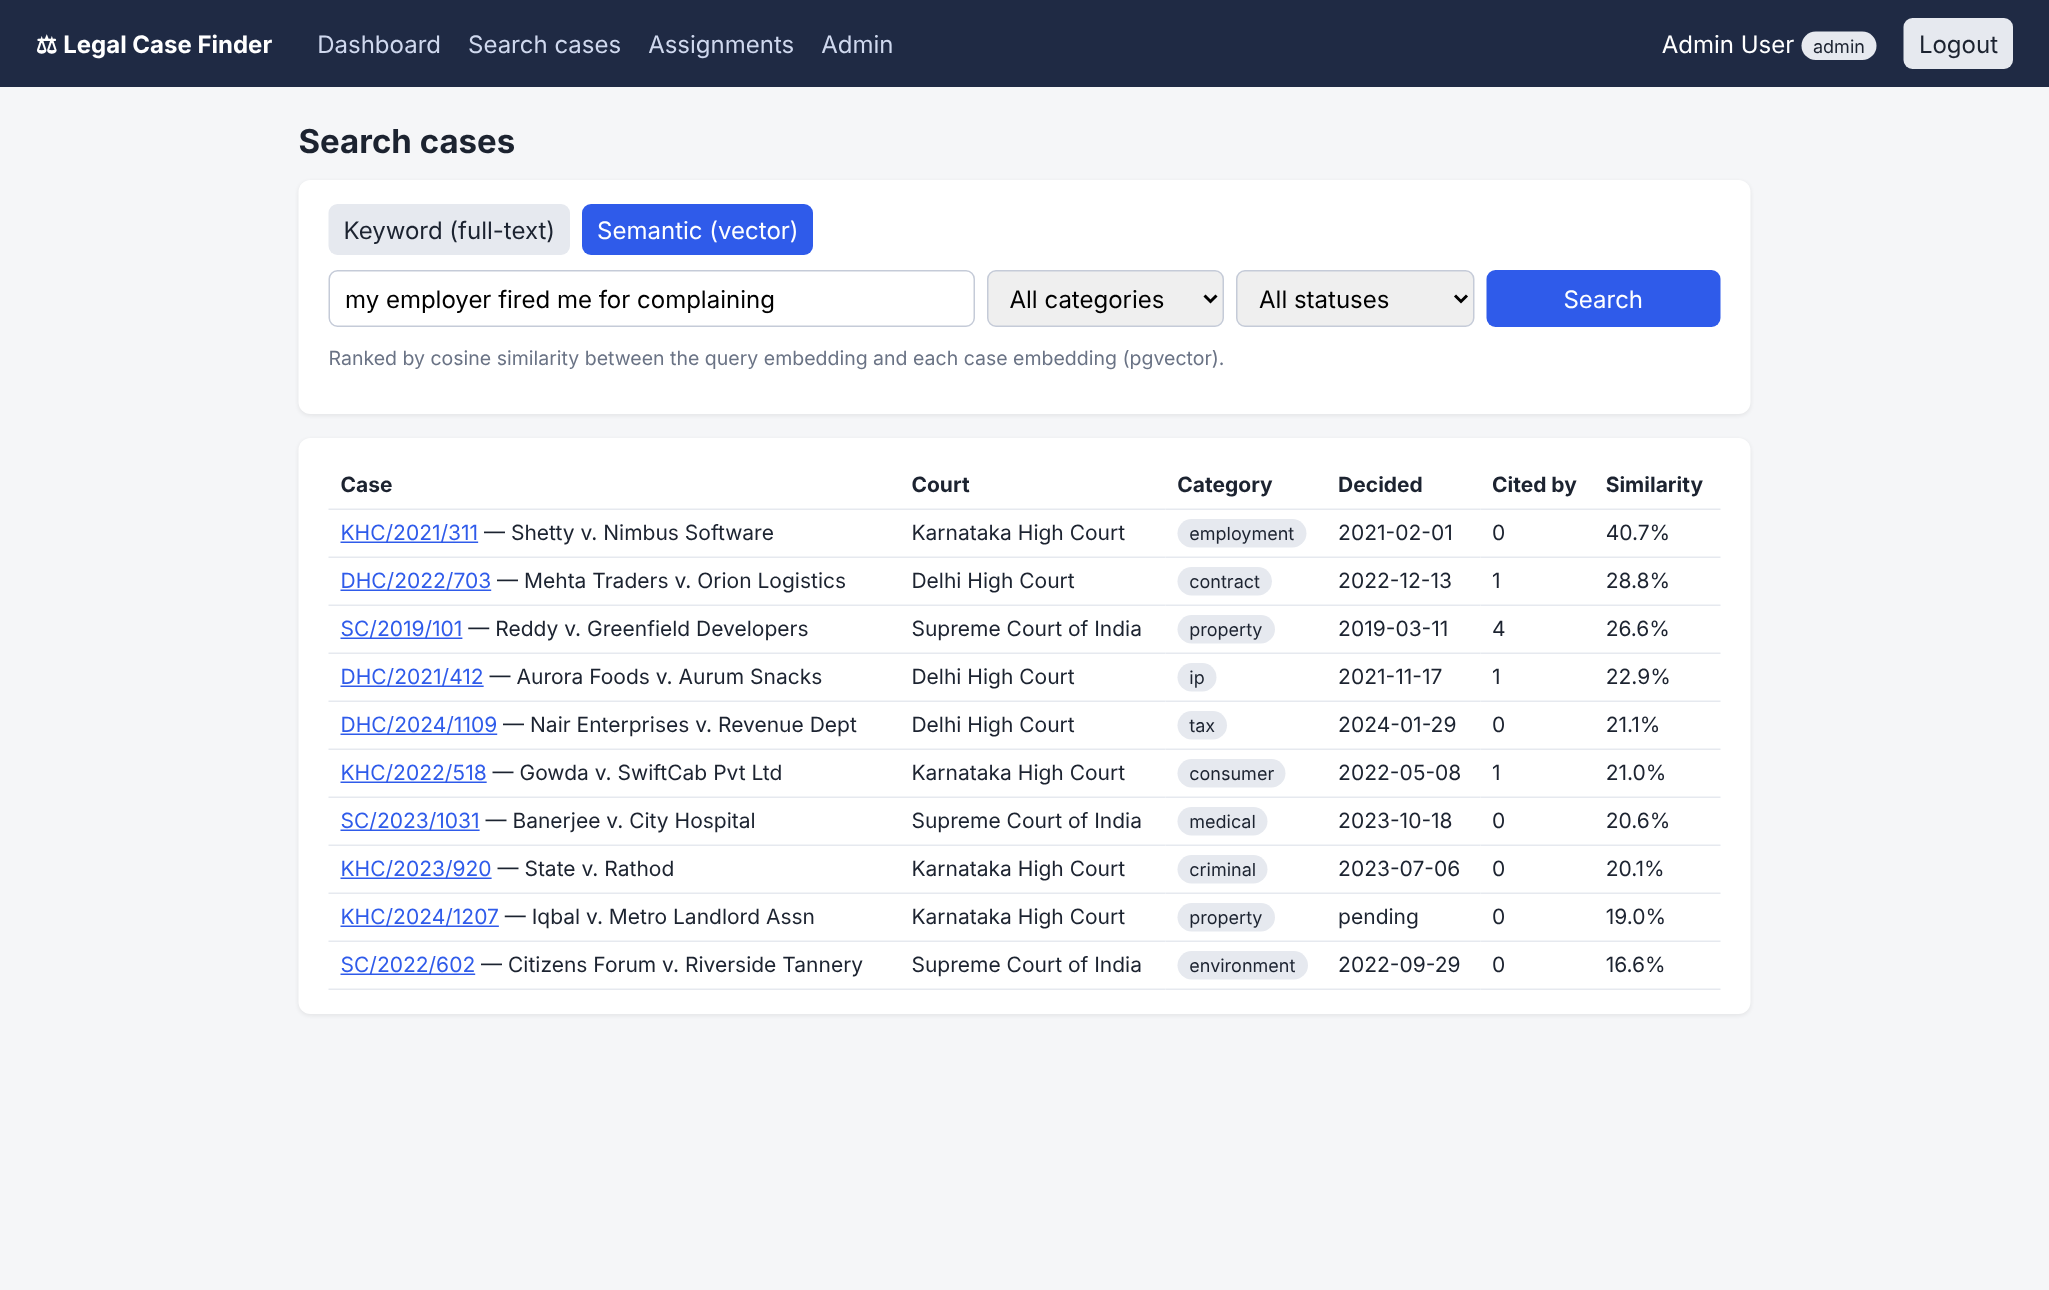 ⚖ Legal Case Finder Dashboard Search cases Assignments Admin Admin User admin Logout
Search cases
Keyword (full-text) Semantic (vector)
my employer fired me for complaining All categories All statuses Search
Ranked by cosine similarity between the query embedding and each case embedding (pgvector).
Case Court Category Decided Cited by Similarity
KHC/2021/311 — Shetty v. Nimbus Software Karnataka High Court employment 2021-02-01 0 40.7%
DHC/2022/703 — Mehta Traders v. Orion Logistics Delhi High Court contract 2022-12-13 1 28.8%
SC/2019/101 — Reddy v. Greenfield Developers Supreme Court of India property 2019-03-11 4 26.6%
DHC/2021/412 — Aurora Foods v. Aurum Snacks Delhi High Court ip 2021-11-17 1 22.9%
DHC/2024/1109 — Nair Enterprises v. Revenue Dept Delhi High Court tax 2024-01-29 0 21.1%
KHC/2022/518 — Gowda v. SwiftCab Pvt Ltd Karnataka High Court consumer 2022-05-08 1 21.0%
SC/2023/1031 — Banerjee v. City Hospital Supreme Court of India medical 2023-10-18 0 20.6%
KHC/2023/920 — State v. Rathod Karnataka High Court criminal 2023-07-06 0 20.1%
KHC/2024/1207 — Iqbal v. Metro Landlord Assn Karnataka High Court property pending 0 19.0%
SC/2022/602 — Citizens Forum v. Riverside Tannery Supreme Court of India environment 2022-09-29 0 16.6%